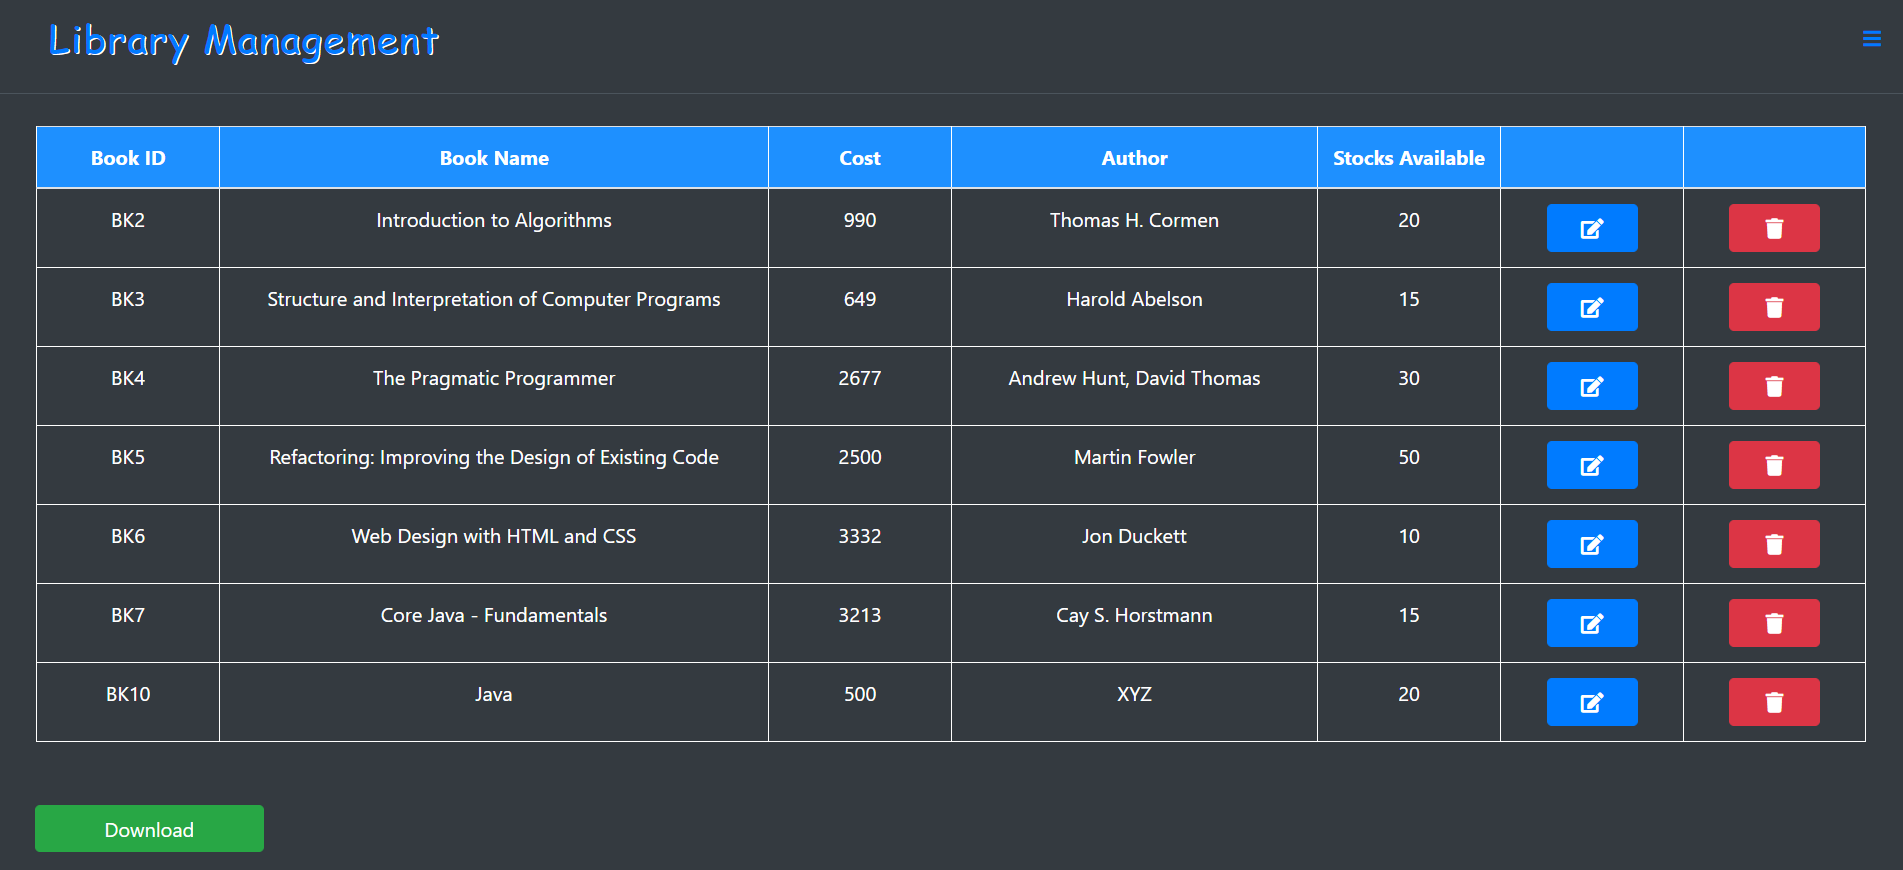 Library Management
Book ID Book Name Cost Author Stocks Available
BK2 Introduction to Algorithms 990 Thomas H. Cormen 20
BK3 Structure and Interpretation of Computer Programs 649 Harold Abelson 15
BK4 The Pragmatic Programmer 2677 Andrew Hunt, David Thomas 30
BK5 Refactoring: Improving the Design of Existing Code 2500 Martin Fowler 50
BK6 Web Design with HTML and CSS 3332 Jon Duckett 10
BK7 Core Java - Fundamentals 3213 Cay S. Horstmann 15
BK10 Java 500 XYZ 20
Download